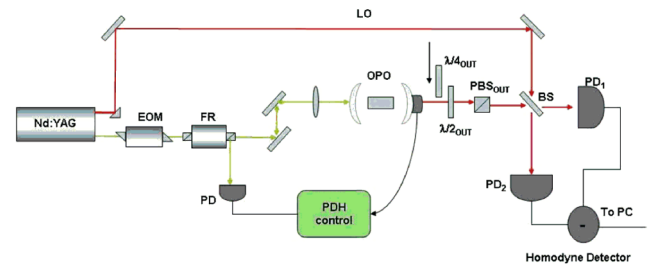 LO
Nd:YAG
EOM
FR
OPO
λ/4OUT
λ/2OUT
PBSOUT
BS
PD1
PD
PD2
PDH
control
-
To PC
Homodyne Detector